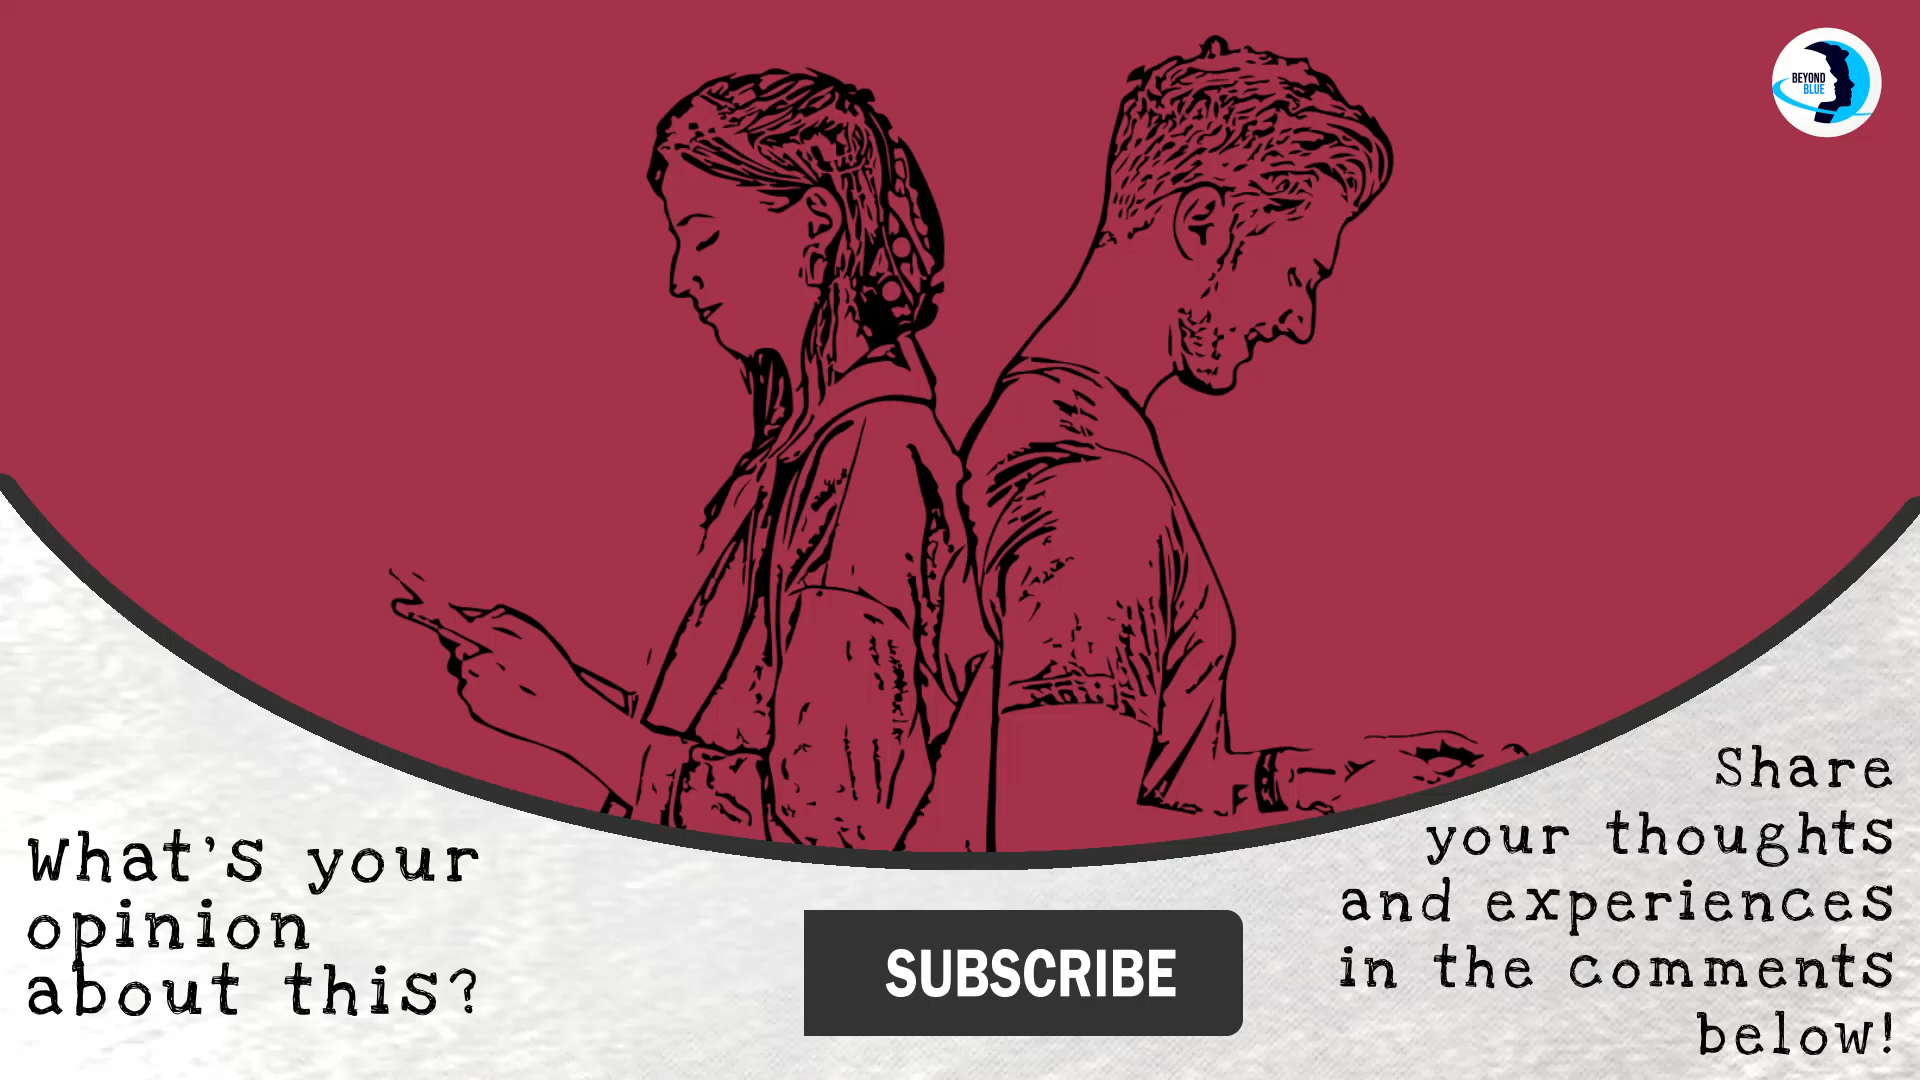 BEYOND
BLUE
What's your
opinion
about this?
SUBSCRIBE
Share
your thoughts
and experiences
in the comments
below!